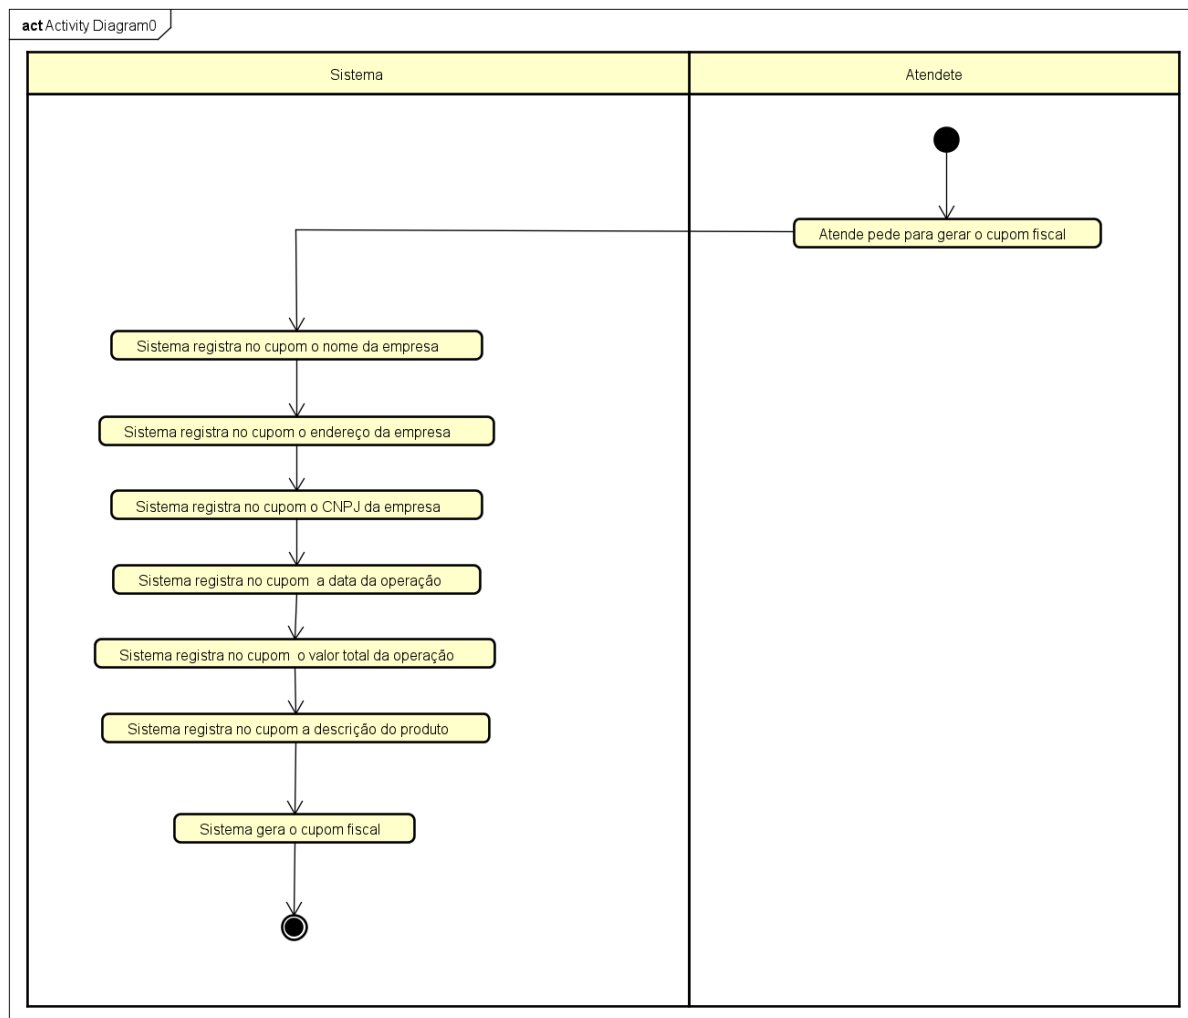 act Activity Diagram0
Sistema
Atendete
Atende pede para gerar o cupom fiscal
Sistema registra no cupom o nome da empresa
Sistema registra no cupom o endereço da empresa
Sistema registra no cupom o CNPJ da empresa
Sistema registra no cupom  a data da operação
Sistema registra no cupom  o valor total da operação
Sistema registra no cupom a descrição do produto
Sistema gera o cupom fiscal